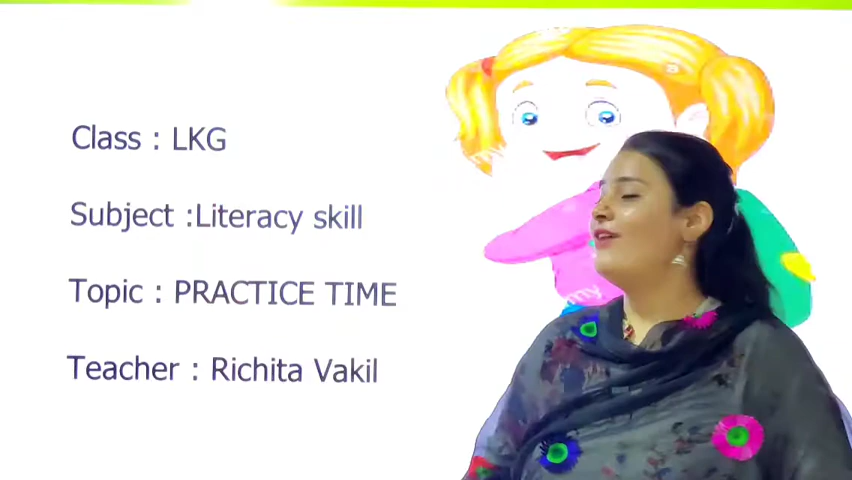 Class : LKG
Subject :Literacy skill
Topic : PRACTICE TIME
Teacher : Richita Vakil